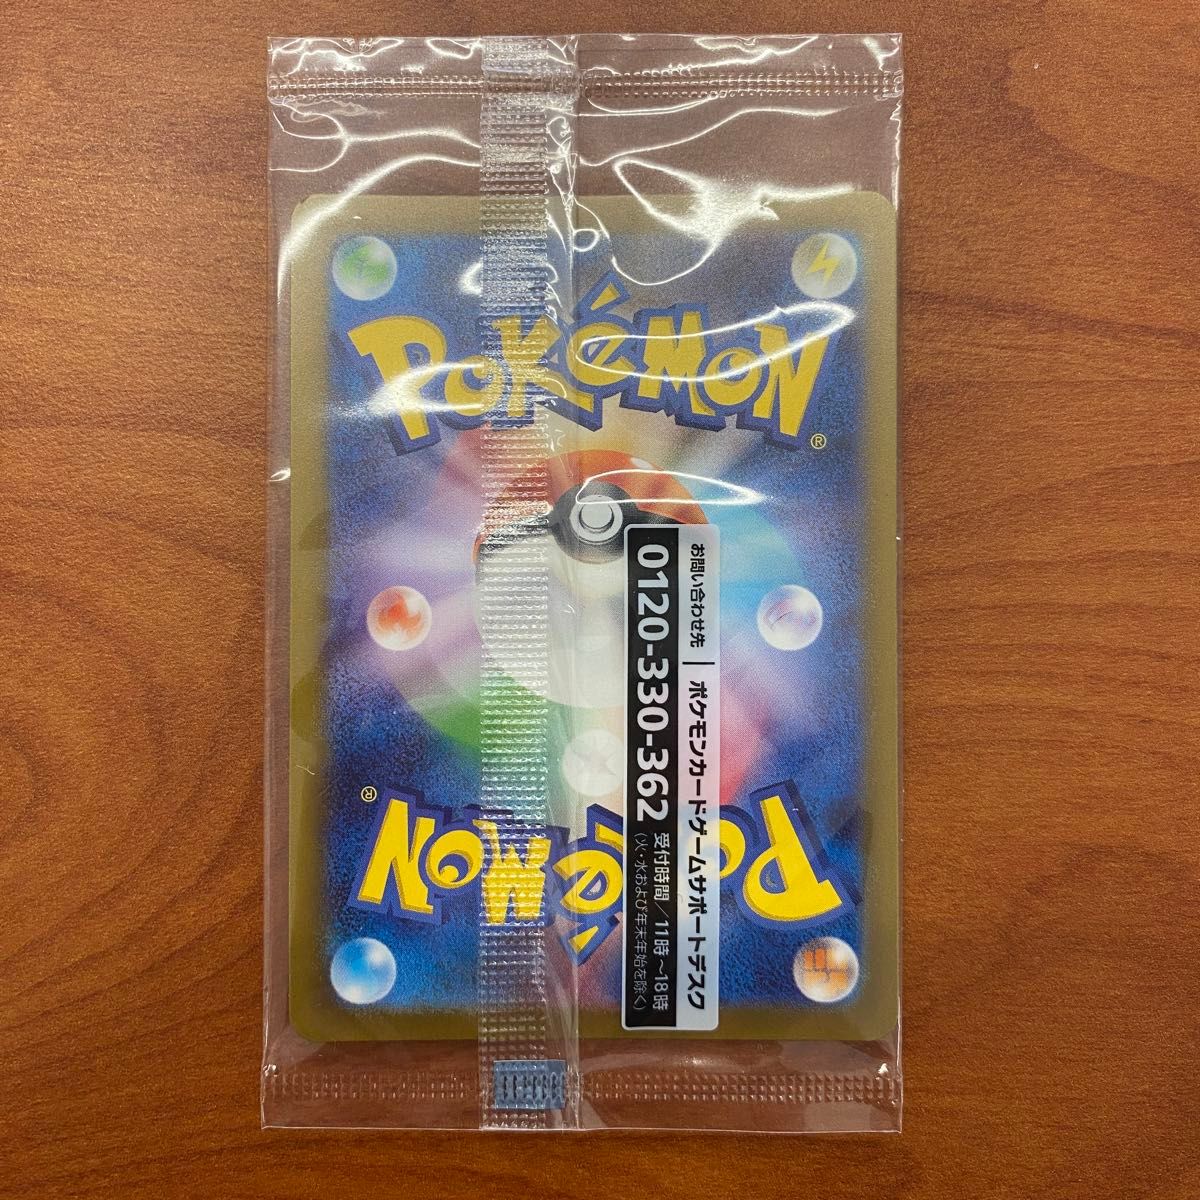 POKéMON®
お問い合わせ先 | ポケモンカードゲームサポートデスク
0120-330-362 受付時間/11時~18時
(火・水および年末年始を除く)
POKéMON®